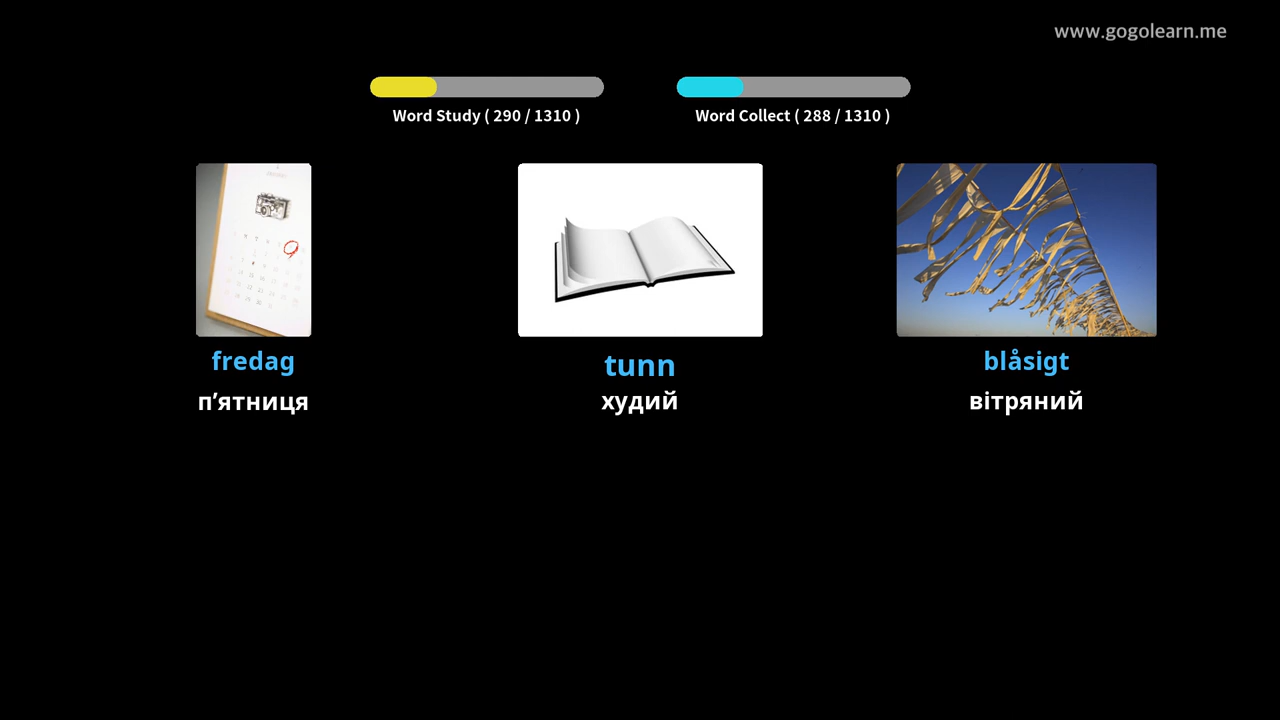 www.gogolearn.me
Word Study ( 290 / 1310 )
Word Collect ( 288 / 1310 )
fredag
tunn
blåsigt
п’ятниця
худий
вітряний